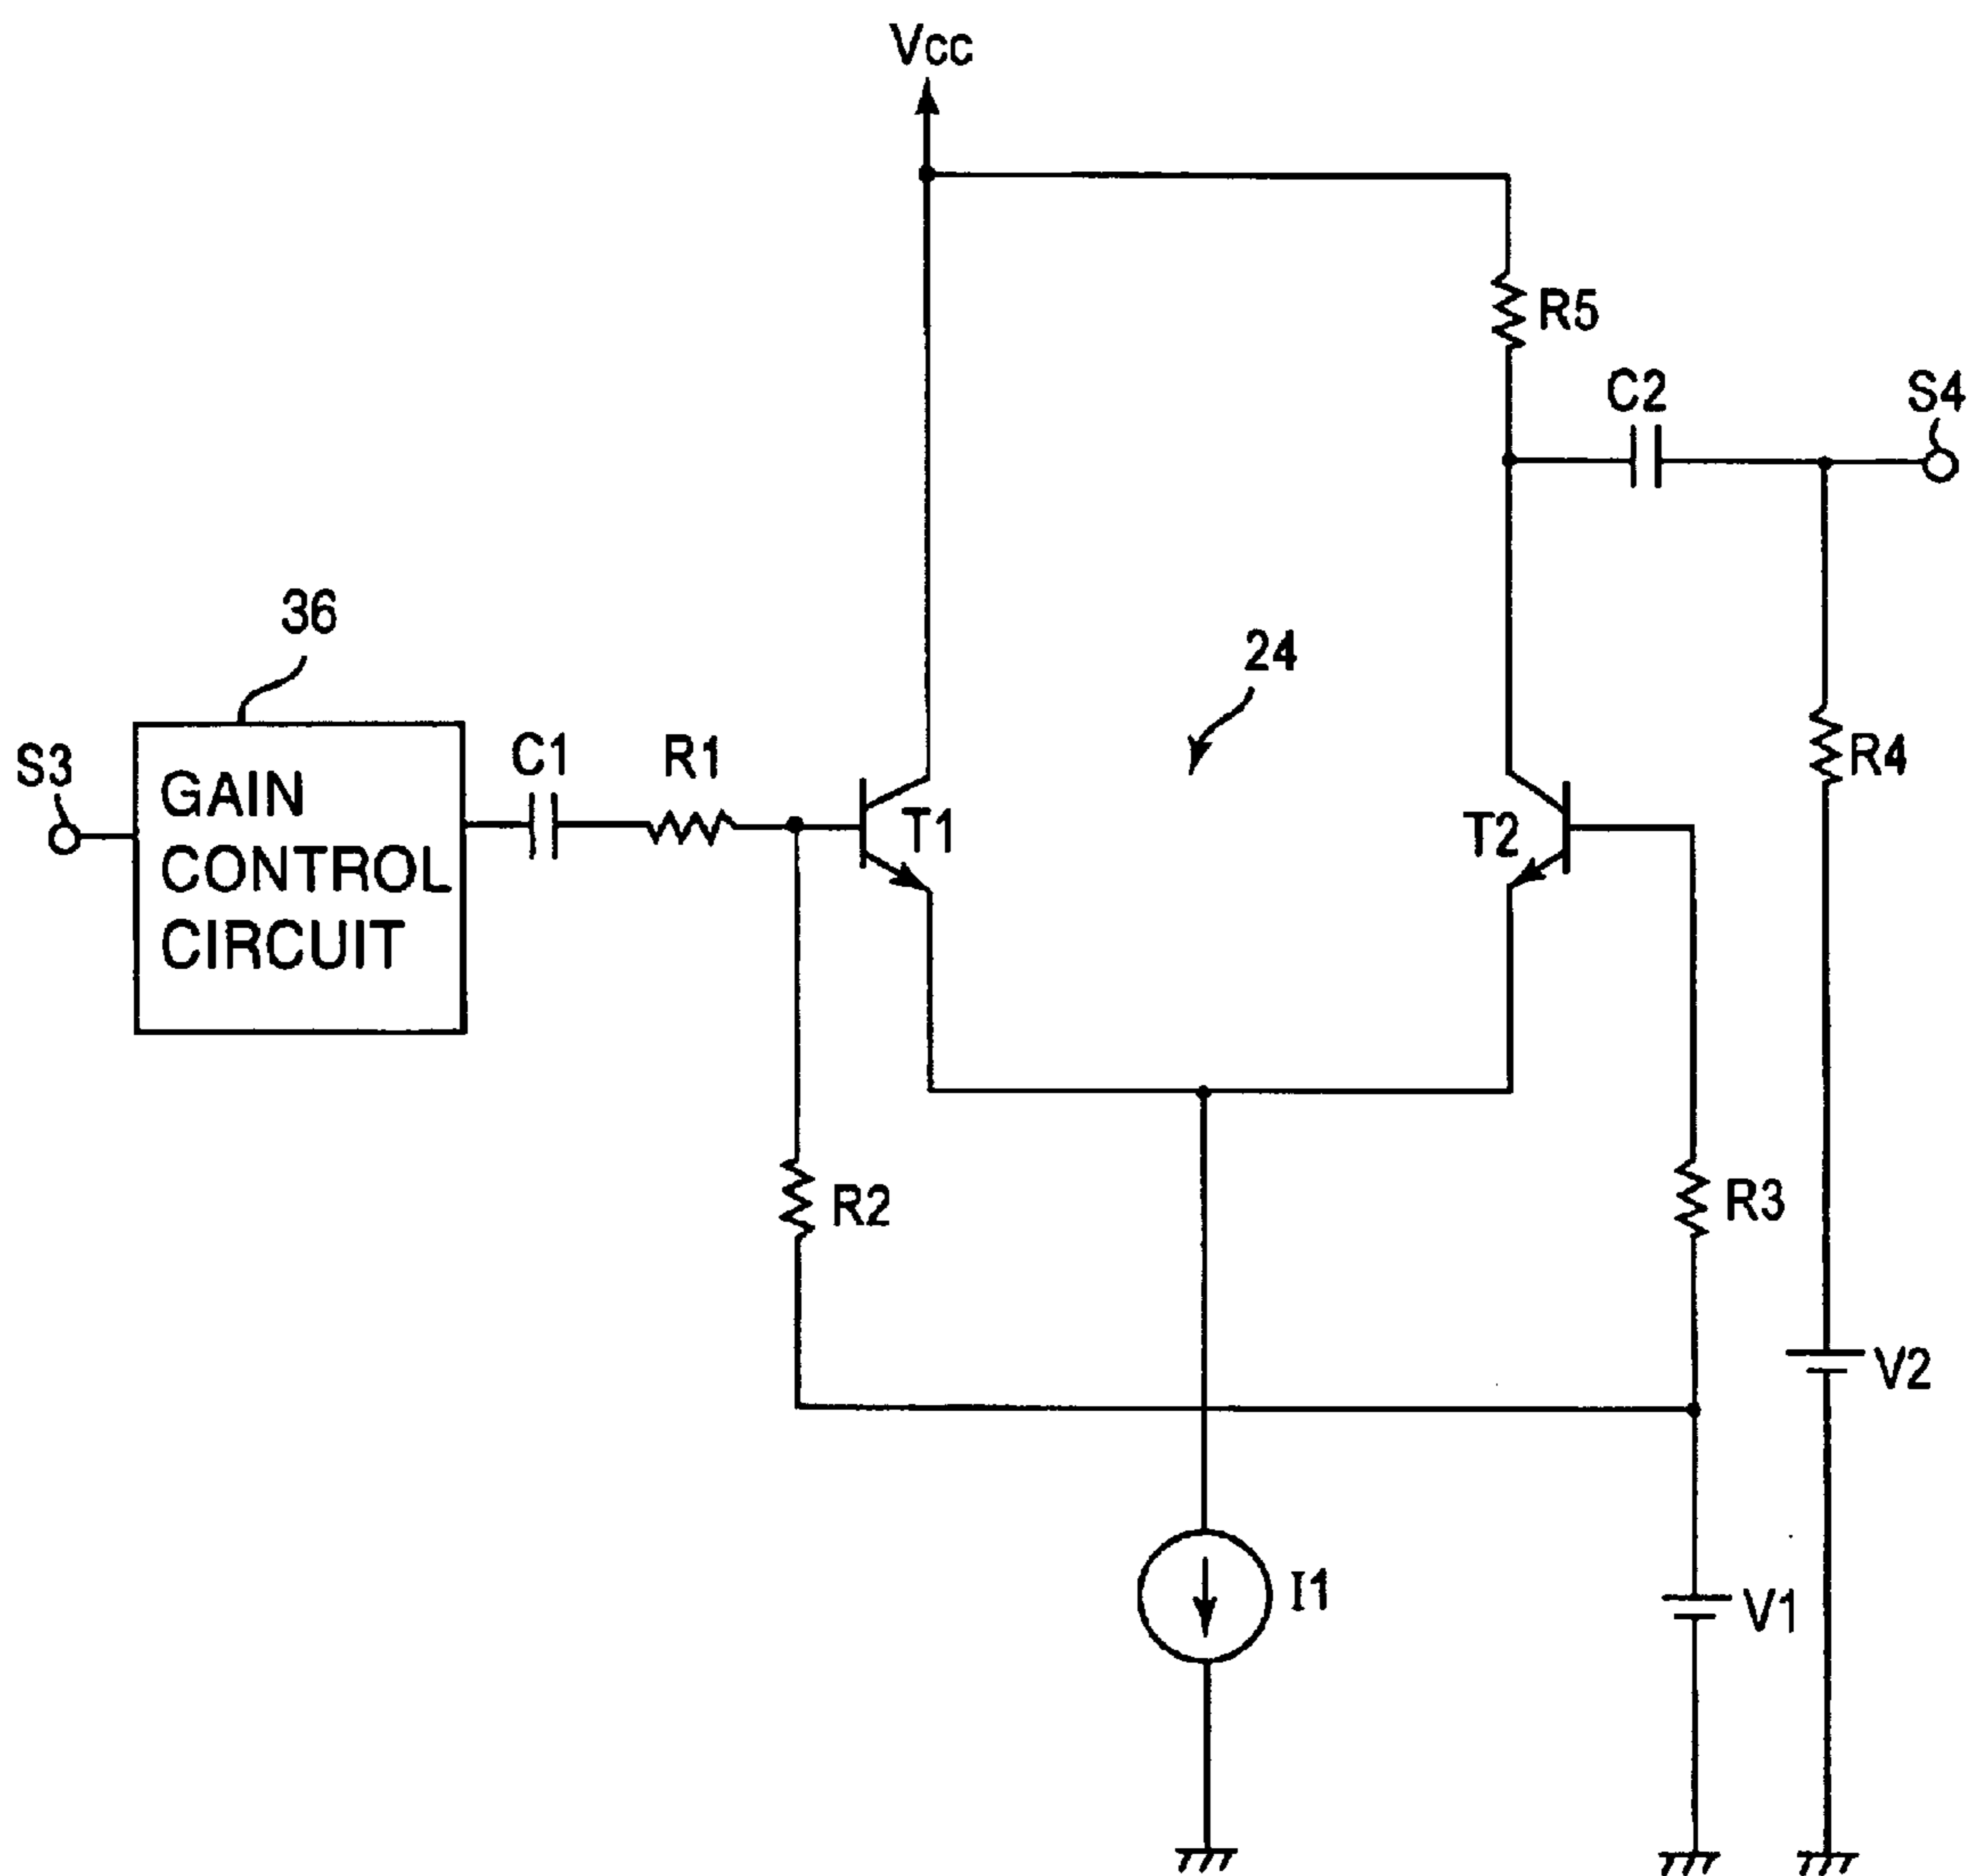 Vcc
R5
C2
S4
36
24
S3
GAIN
CONTROL
CIRCUIT
C1
R1
T1
T2
R4
R2
R3
V2
I1
V1